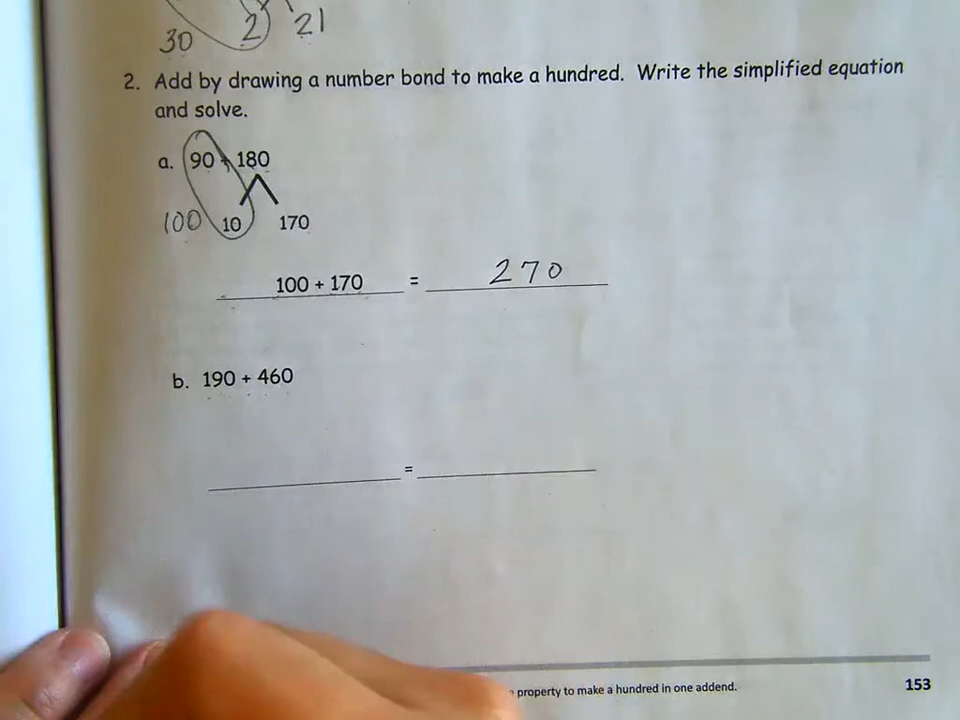 30 2 21
2. Add by drawing a number bond to make a hundred. Write the simplified equation
and solve.
a. 90 + 180
100 10 170
100 + 170 = 270
b. 190 + 460
=
property to make a hundred in one addend.
153